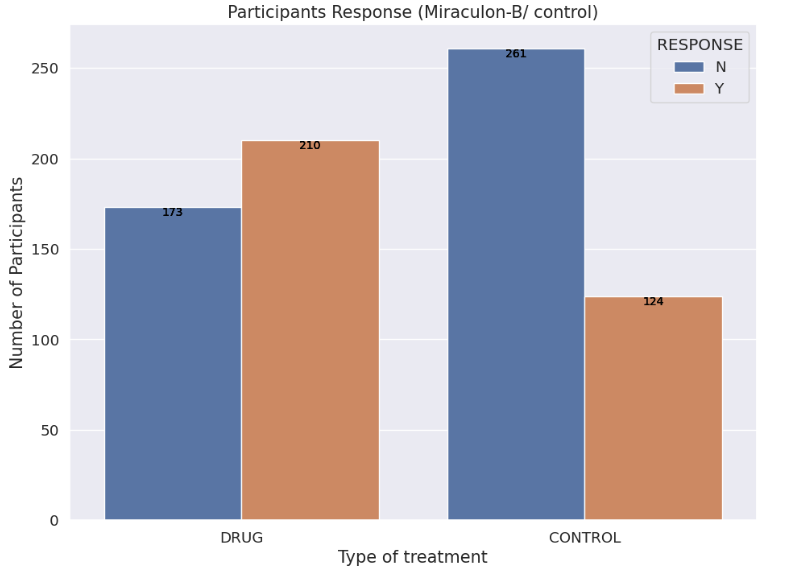 Participants Response (Miraculon-B/ control)
RESPONSE
N
Y
Number of Participants
250
200
150
100
50
0
173
210
261
124
DRUG
CONTROL
Type of treatment